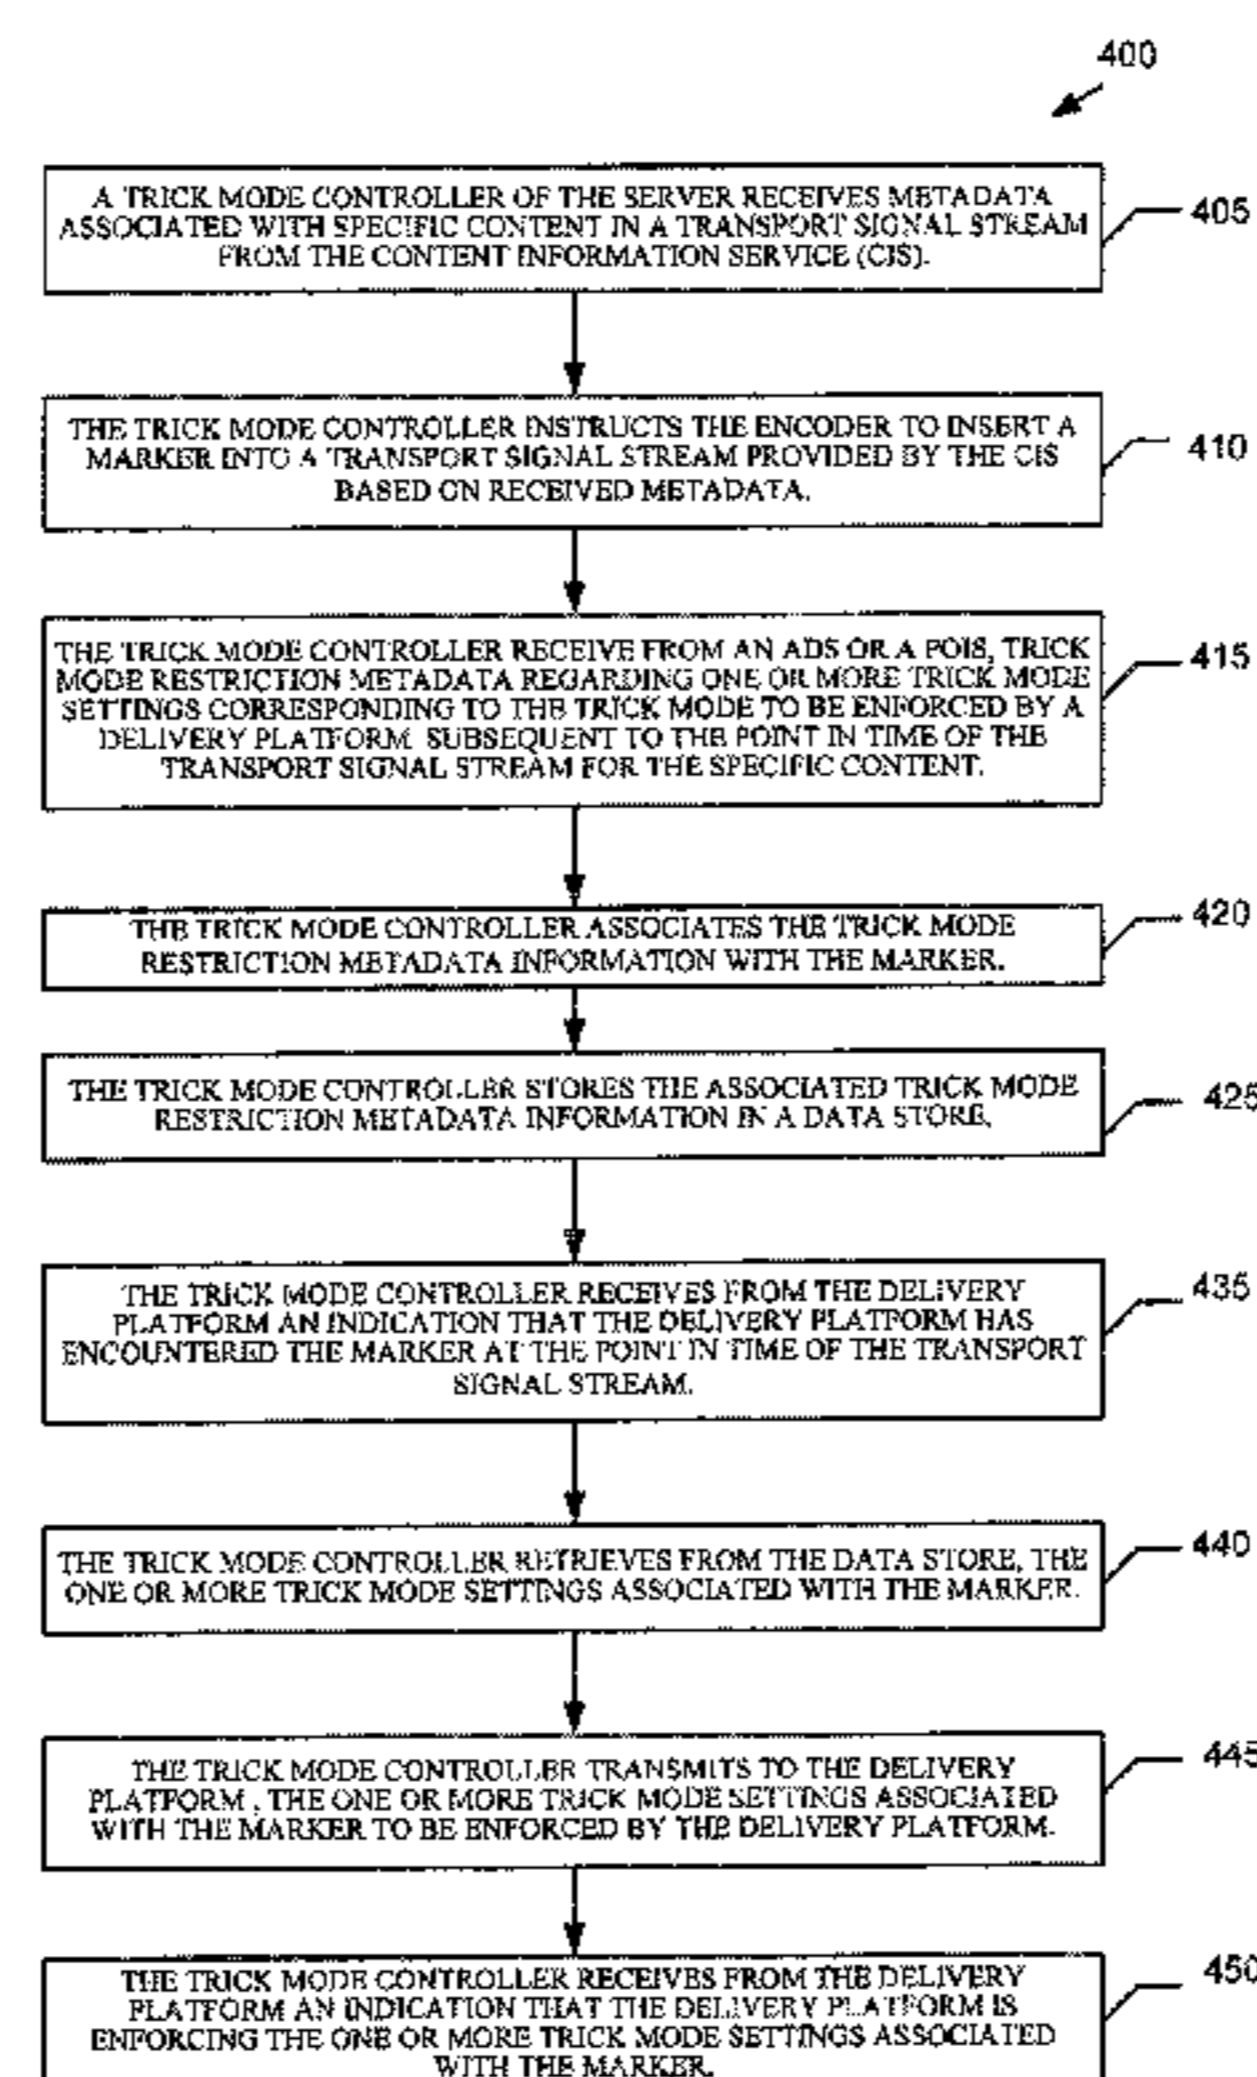 400
A TRICK MODE CONTROLLER OF THE SERVER RECEIVES METADATA
ASSOCIATED WITH SPECIFIC CONTENT IN A TRANSPORT SIGNAL STREAM
FROM THE CONTENT INFORMATION SERVICE (CIS).
405
THE TRICK MODE CONTROLLER INSTRUCTS THE ENCODER TO INSERT A
MARKER INTO A TRANSPORT SIGNAL STREAM PROVIDED BY THE CIS
BASED ON RECEIVED METADATA.
410
THE TRICK MODE CONTROLLER RECEIVE FROM AN ADS OR A POIS, TRICK
MODE RESTRICTION METADATA REGARDING ONE OR MORE TRICK MODE
SETTINGS CORRESPONDING TO THE TRICK MODE TO BE ENFORCED BY A
DELIVERY PLATFORM SUBSEQUENT TO THE POINT IN TIME OF THE
TRANSPORT SIGNAL STREAM FOR THE SPECIFIC CONTENT.
415
THE TRICK MODE CONTROLLER ASSOCIATES THE TRICK MODE
RESTRICTION METADATA INFORMATION WITH THE MARKER.
420
THE TRICK MODE CONTROLLER STORES THE ASSOCIATED TRICK MODE
RESTRICTION METADATA INFORMATION IN A DATA STORE.
425
THE TRICK MODE CONTROLLER RECEIVES FROM THE DELIVERY
PLATFORM AN INDICATION THAT THE DELIVERY PLATFORM HAS
ENCOUNTERED THE MARKER AT THE POINT IN TIME OF THE TRANSPORT
SIGNAL STREAM.
435
THE TRICK MODE CONTROLLER RETRIEVES FROM THE DATA STORE, THE
ONE OR MORE TRICK MODE SETTINGS ASSOCIATED WITH THE MARKER.
440
THE TRICK MODE CONTROLLER TRANSMITS TO THE DELIVERY
PLATFORM , THE ONE OR MORE TRICK MODE SETTINGS ASSOCIATED
WITH THE MARKER TO BE ENFORCED BY THE DELIVERY PLATFORM.
445
THE TRICK MODE CONTROLLER RECEIVES FROM THE DELIVERY
PLATFORM AN INDICATION THAT THE DELIVERY PLATFORM IS
ENFORCING THE ONE OR MORE TRICK MODE SETTINGS ASSOCIATED
WITH THE MARKER.
450